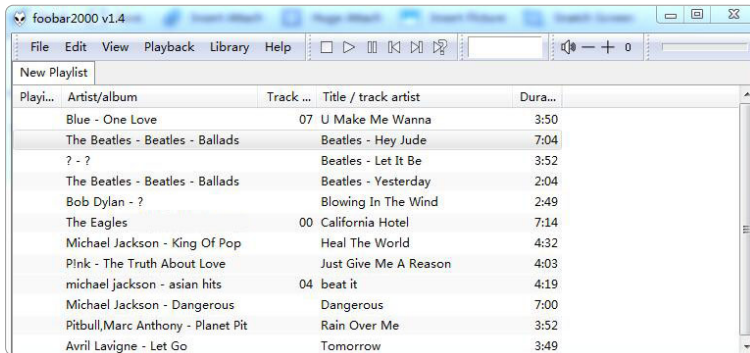 foobar2000 v1.4
File Edit View Playback Library Help 0
New Playlist
Playi... Artist/album Track ... Title / track artist Dura...
Blue - One Love 07 U Make Me Wanna 3:50
The Beatles - Beatles - Ballads Beatles - Hey Jude 7:04
? - ? Beatles - Let It Be 3:52
The Beatles - Beatles - Ballads Beatles - Yesterday 2:04
Bob Dylan - ? Blowing In The Wind 2:49
The Eagles 00 California Hotel 7:14
Michael Jackson - King Of Pop Heal The World 4:32
P!nk - The Truth About Love Just Give Me A Reason 4:03
michael jackson - asian hits 04 beat it 4:19
Michael Jackson - Dangerous Dangerous 7:00
Pitbull,Marc Anthony - Planet Pit Rain Over Me 3:52
Avril Lavigne - Let Go Tomorrow 3:49